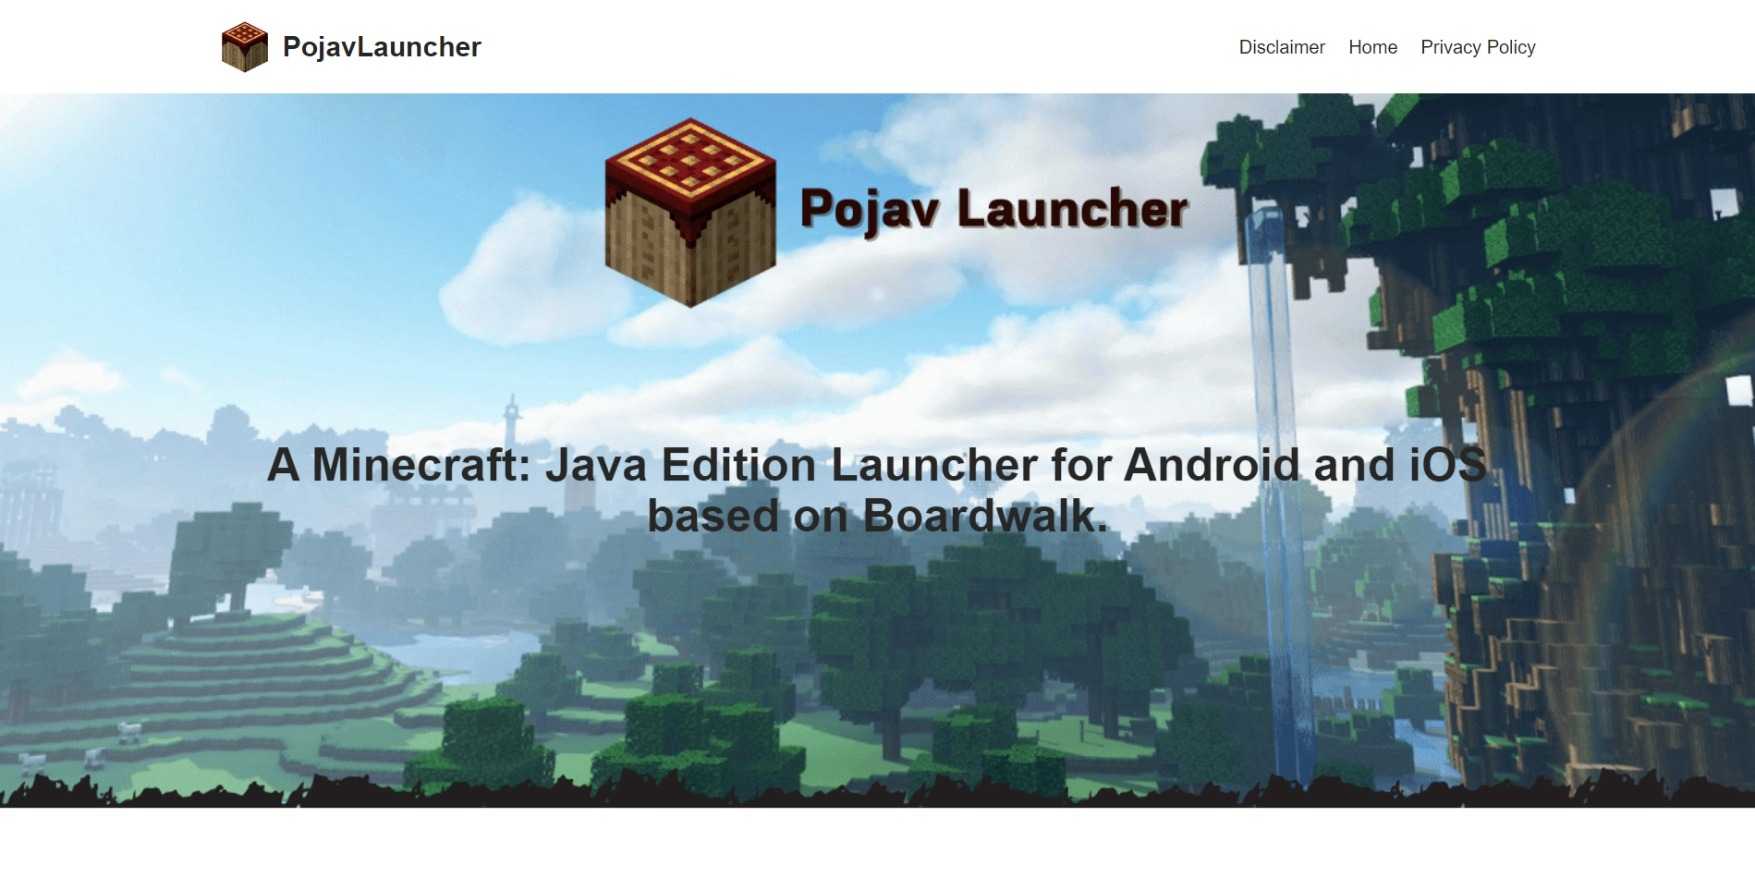 PojavLauncher
Disclaimer Home Privacy Policy
Pojav Launcher
A Minecraft: Java Edition Launcher for Android and iOS
based on Boardwalk.